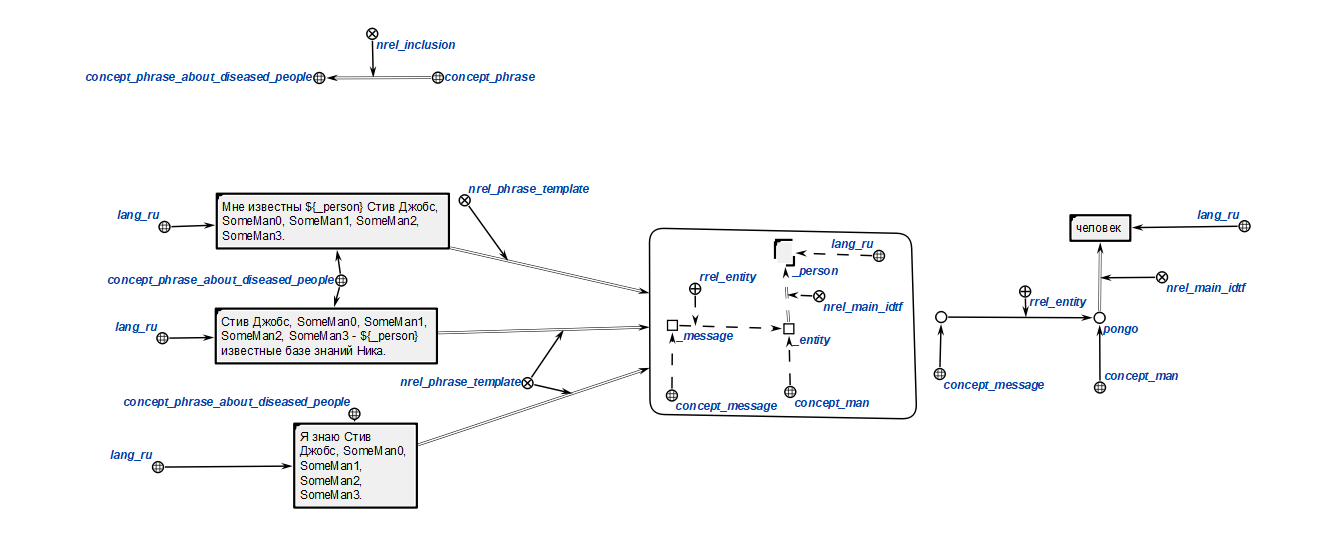 nrel_inclusion
concept_phrase_about_diseased_people
concept_phrase
nrel_phrase_template
lang_ru
Мне известны ${_person} Стив Джобс,
SomeMan0, SomeMan1, SomeMan2,
SomeMan3.
concept_phrase_about_diseased_people
lang_ru
Стив Джобс, SomeMan0, SomeMan1,
SomeMan2, SomeMan3 - ${_person}
известные базе знаний Ника.
nrel_phrase_template
concept_phrase_about_diseased_people
lang_ru
Я знаю Стив
Джобс, SomeMan0,
SomeMan1,
SomeMan2,
SomeMan3.
lang_ru
_person
rrel_entity
nrel_main_idtf
_message
_entity
concept_message
concept_man
lang_ru
человек
nrel_main_idtf
rrel_entity
pongo
concept_message
concept_man